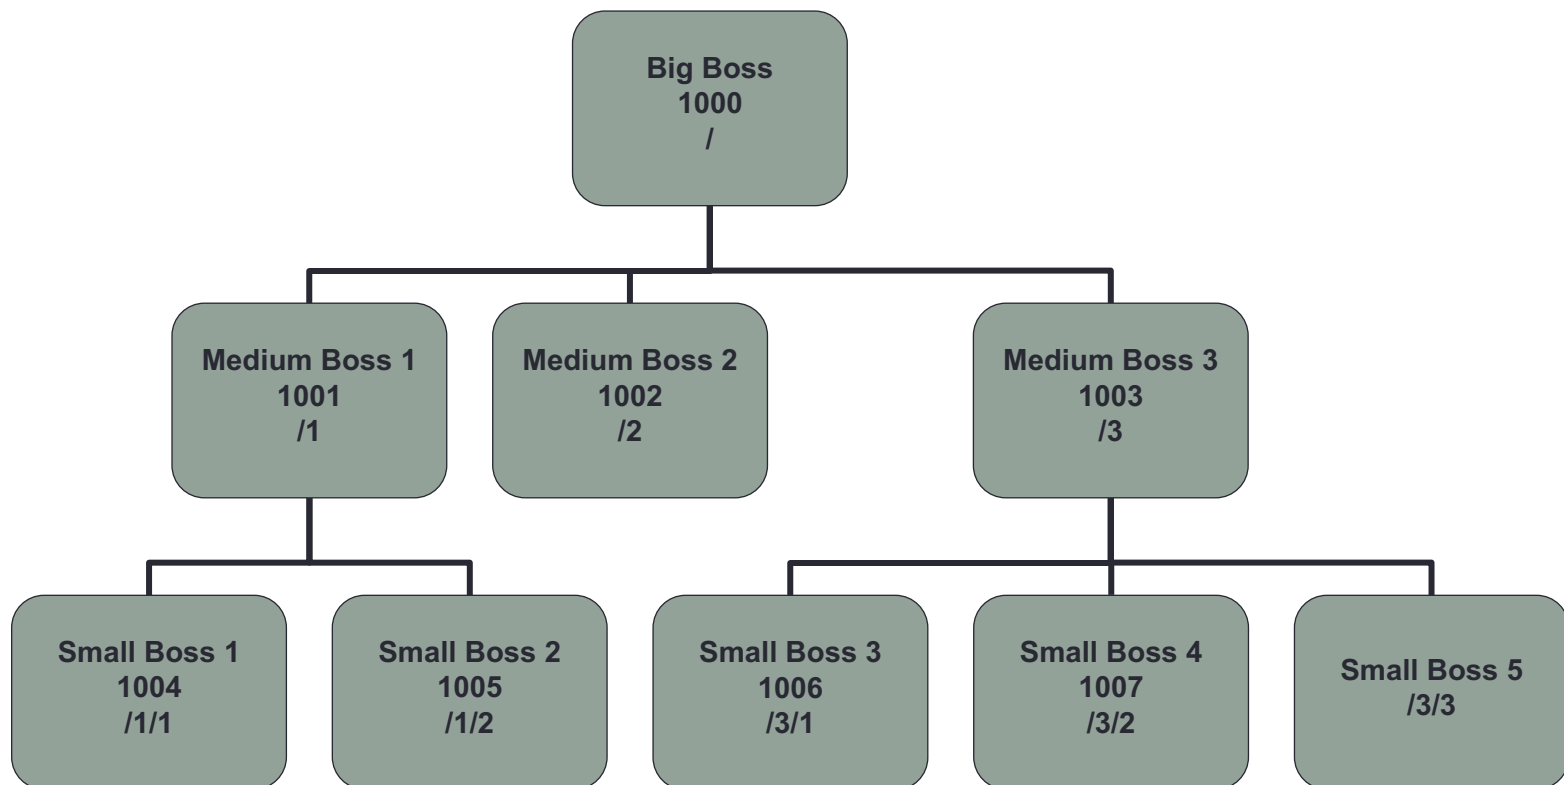 Big Boss
1000
/
Medium Boss 1
1001
/1
Medium Boss 2
1002
/2
Medium Boss 3
1003
/3
Small Boss 1
1004
/1/1
Small Boss 2
1005
/1/2
Small Boss 3
1006
/3/1
Small Boss 4
1007
/3/2
Small Boss 5
/3/3